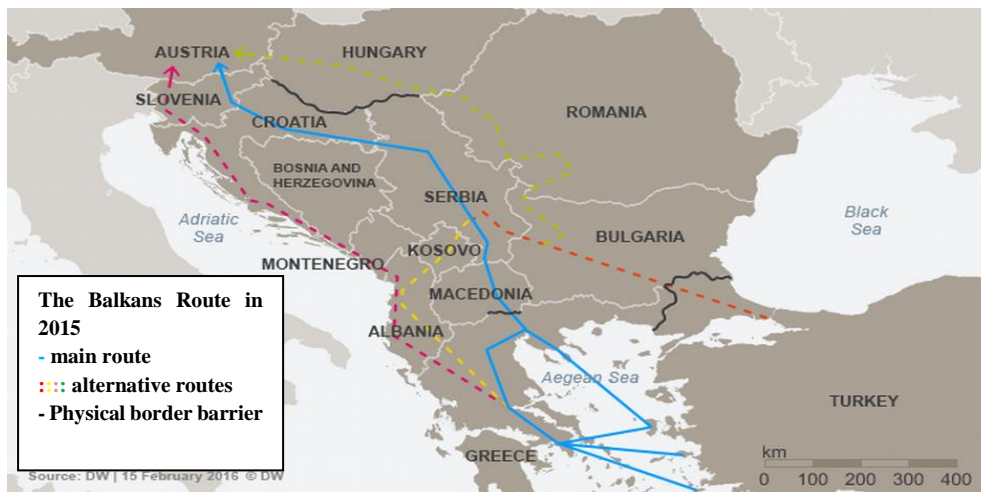 AUSTRIA
HUNGARY
SLOVENIA
CROATIA
ROMANIA
BOSNIA AND
HERZEGOVINA
SERBIA
Adriatic
Sea
Black
Sea
BULGARIA
KOSOVO
MONTENEGRO
MACEDONIA
ALBANIA
Aegean Sea
TURKEY
GREECE
km
0 100 200 300 400
The Balkans Route in
2015
- main route
:::: alternative routes
- Physical border barrier
Source: DW | 15 February 2016 © DW